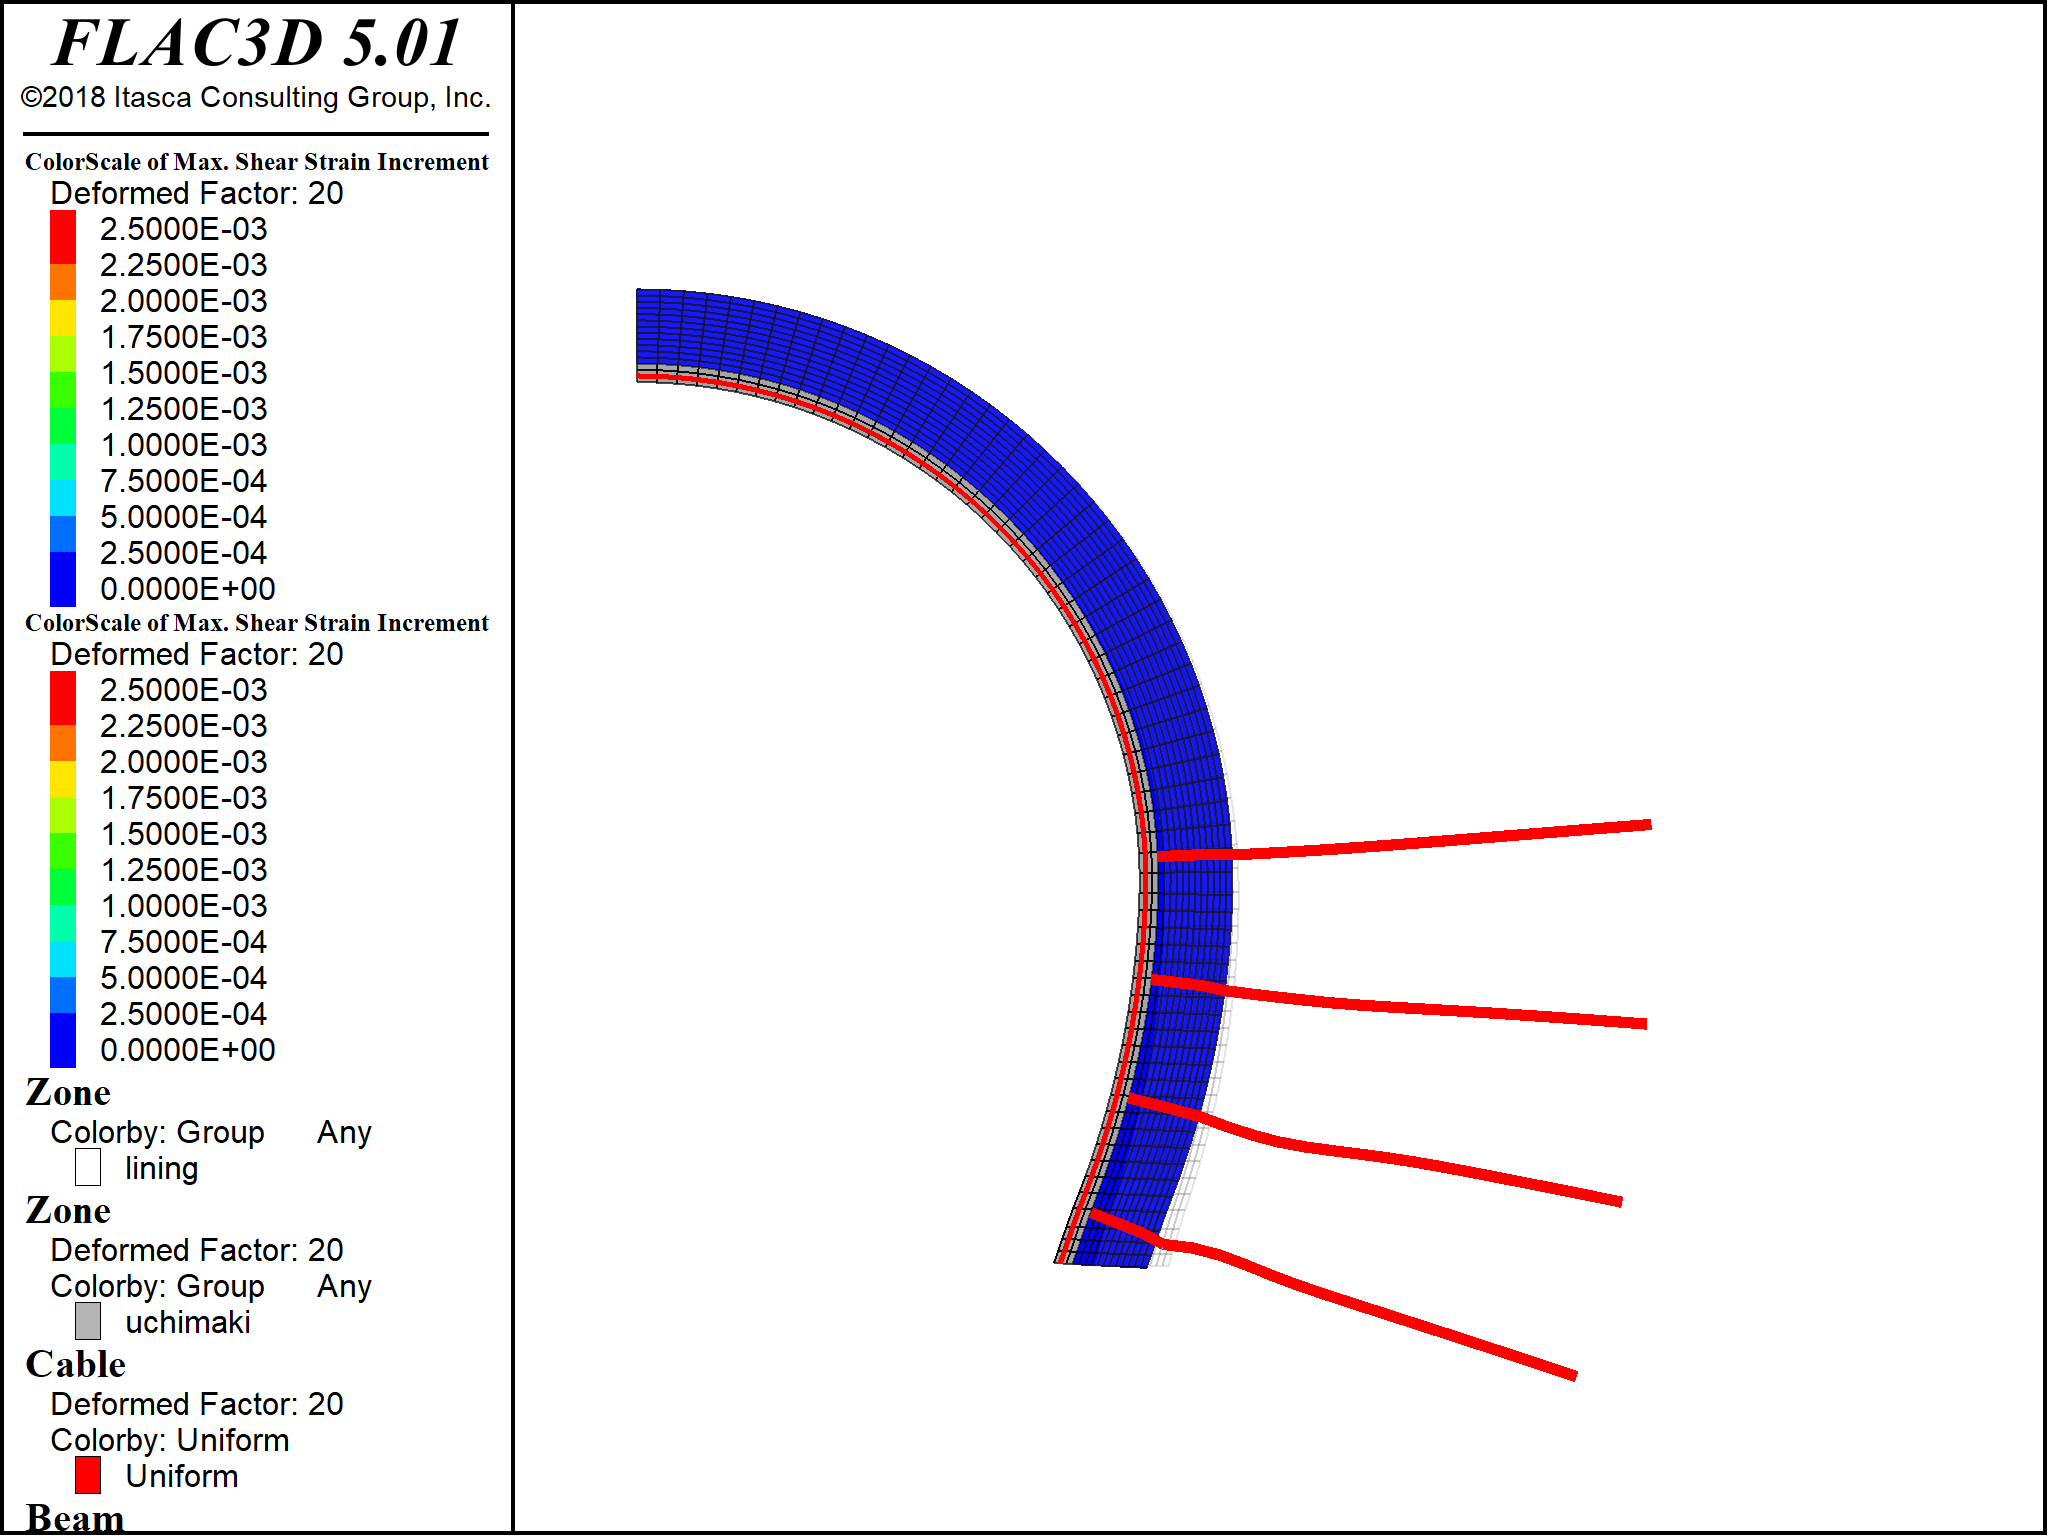 FLAC3D 5.01
©2018 Itasca Consulting Group, Inc.
ColorScale of Max. Shear Strain Increment
Deformed Factor: 20
2.5000E-03
2.2500E-03
2.0000E-03
1.7500E-03
1.5000E-03
1.2500E-03
1.0000E-03
7.5000E-04
5.0000E-04
2.5000E-04
0.0000E+00
ColorScale of Max. Shear Strain Increment
Deformed Factor: 20
2.5000E-03
2.2500E-03
2.0000E-03
1.7500E-03
1.5000E-03
1.2500E-03
1.0000E-03
7.5000E-04
5.0000E-04
2.5000E-04
0.0000E+00
Zone
Colorby: Group Any
lining
Zone
Deformed Factor: 20
Colorby: Group Any
uchimaki
Cable
Deformed Factor: 20
Colorby: Uniform
Uniform
Beam